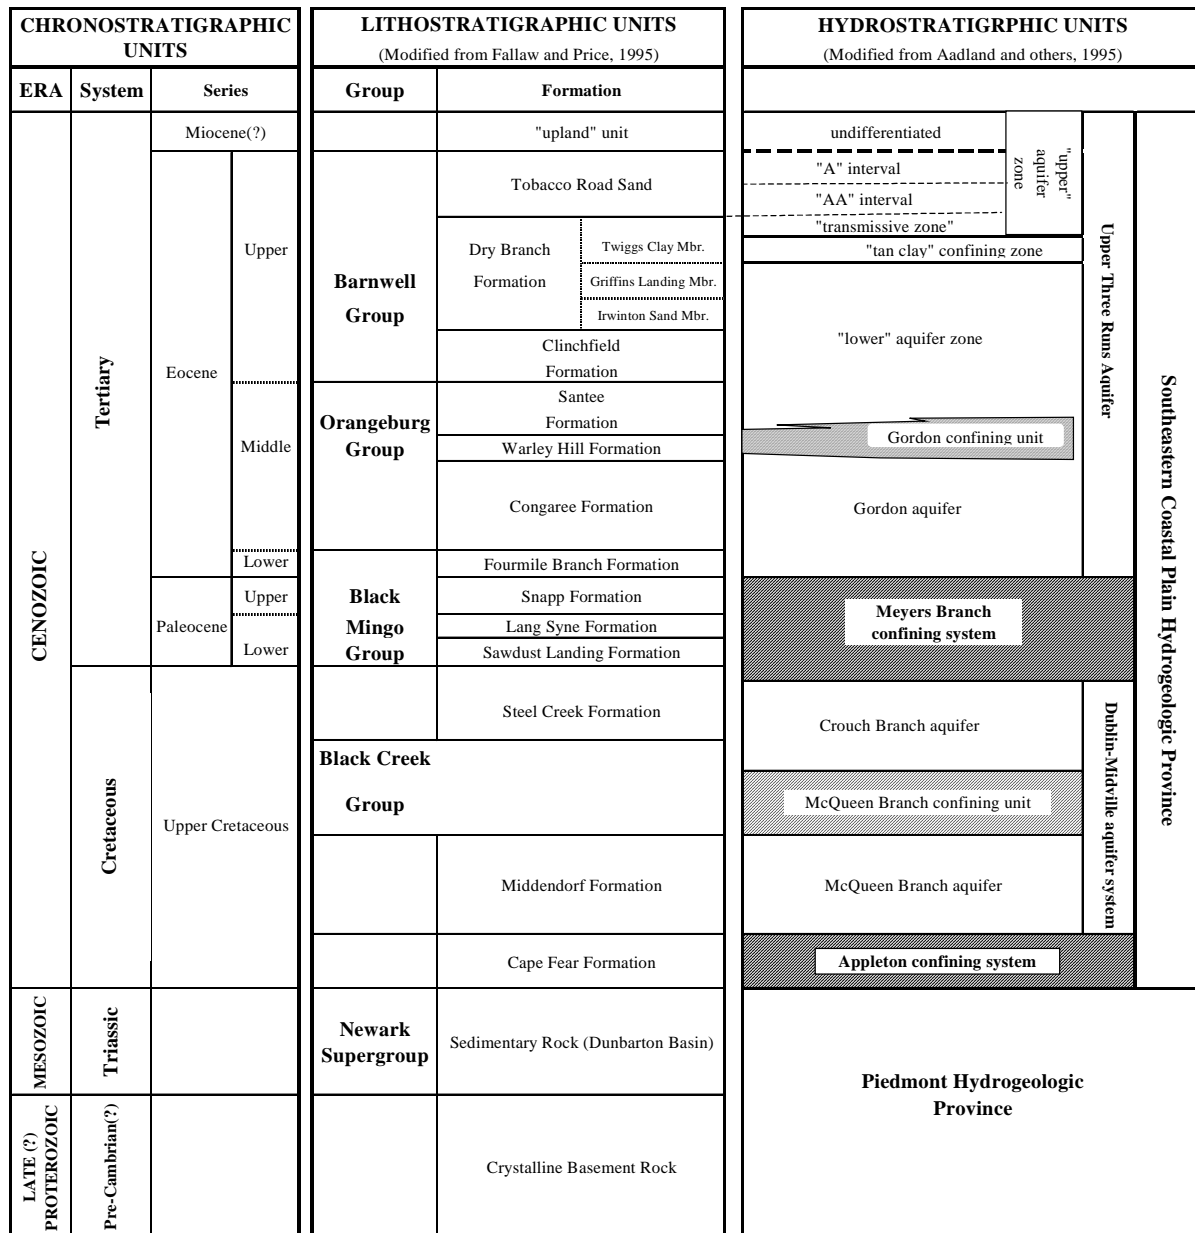 CHRONOSTRATIGRAPHIC
UNITS
ERA
System
Series
CENOZOIC
Tertiary
Miocene(?)
Eocene
Upper
Middle
Lower
Paleocene
Upper
Lower
Cretaceous
Upper Cretaceous
MESOZOIC
Triassic
LATE (?)
PROTEROZOIC
Pre-Cambrian(?)
LITHOSTRATIGRAPHIC UNITS
(Modified from Fallaw and Price, 1995)
Group
Formation
"upland" unit
Barnwell
Group
Tobacco Road Sand
Dry Branch
Formation
Twiggs Clay Mbr.
Griffins Landing Mbr.
Irwinton Sand Mbr.
Clinchfield
Formation
Orangeburg
Group
Santee
Formation
Warley Hill Formation
Congaree Formation
Black
Mingo
Group
Fourmile Branch Formation
Snapp Formation
Lang Syne Formation
Sawdust Landing Formation
Steel Creek Formation
Black Creek
Group
Middendorf Formation
Cape Fear Formation
Newark
Supergroup
Sedimentary Rock (Dunbarton Basin)
Crystalline Basement Rock
HYDROSTRATIGRPHIC UNITS
(Modified from Aadland and others, 1995)
undifferentiated
"A" interval
"AA" interval
"transmissive zone"
"upper"
aquifer
zone
"tan clay" confining zone
"lower" aquifer zone
Gordon confining unit
Gordon aquifer
Upper Three Runs Aquifer
Meyers Branch
confining system
Crouch Branch aquifer
McQueen Branch confining unit
McQueen Branch aquifer
Dublin-Midville aquifer system
Appleton confining system
Southeastern Coastal Plain Hydrogeologic Province
Piedmont Hydrogeologic
Province